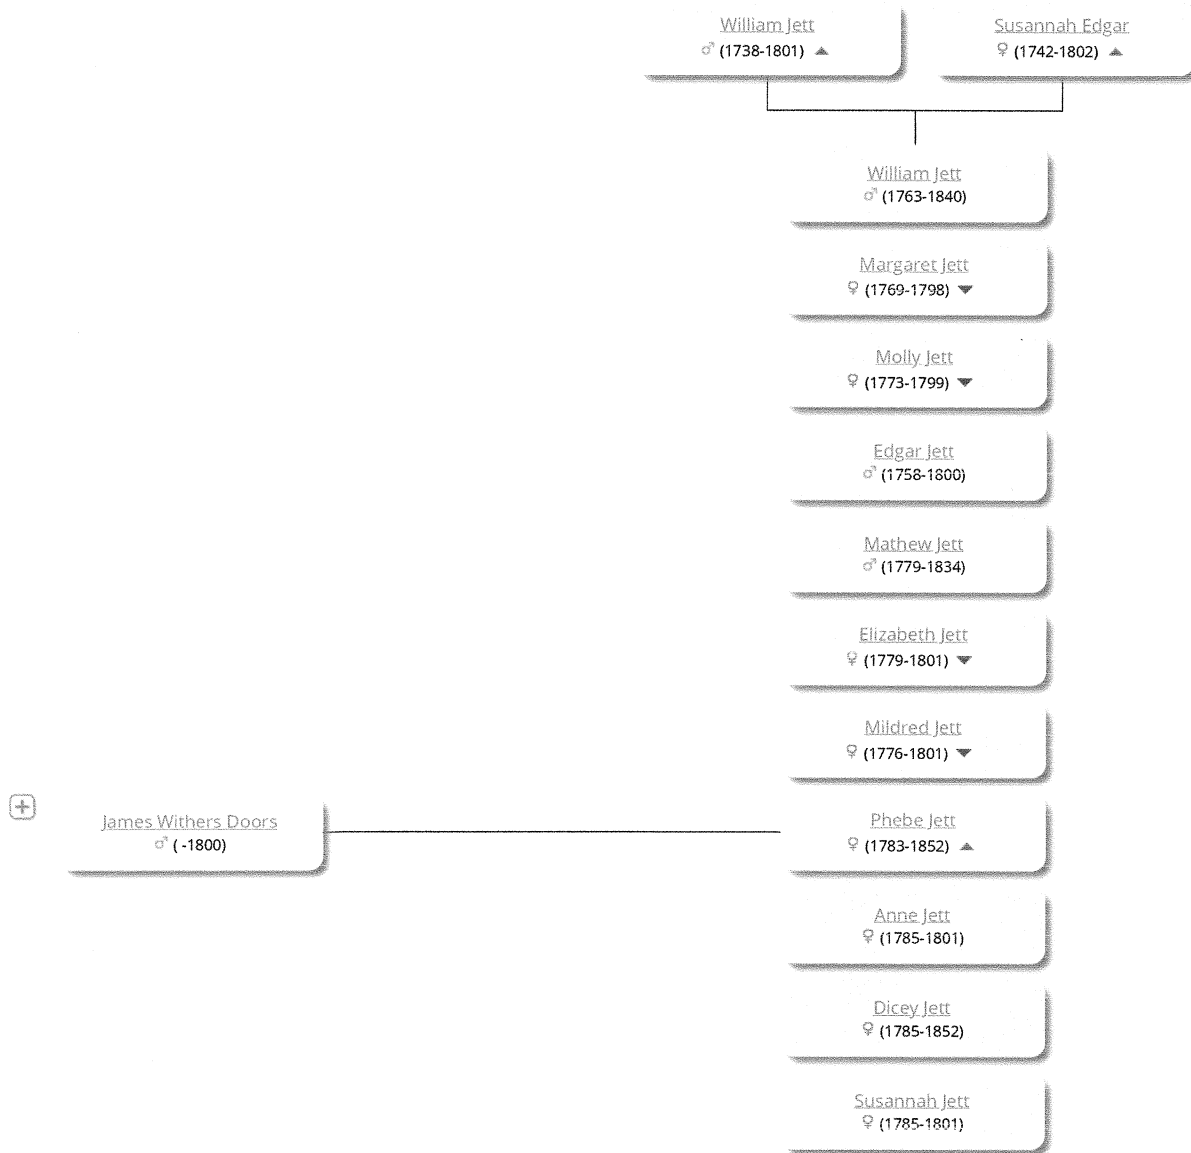 William Jett
♂ (1738-1801) ▲
Susannah Edgar
♀ (1742-1802) ▲
William Jett
♂ (1763-1840)
Margaret Jett
♀ (1769-1798) ▼
Molly Jett
♀ (1773-1799) ▼
Edgar Jett
♂ (1758-1800)
Mathew Jett
♂ (1779-1834)
Elizabeth Jett
♀ (1779-1801) ▼
Mildred Jett
♀ (1776-1801) ▼
James Withers Doors
♂ ( -1800)
Phebe Jett
♀ (1783-1852) ▲
Anne Jett
♀ (1785-1801)
Dicey Jett
♀ (1785-1852)
Susannah Jett
♀ (1785-1801)